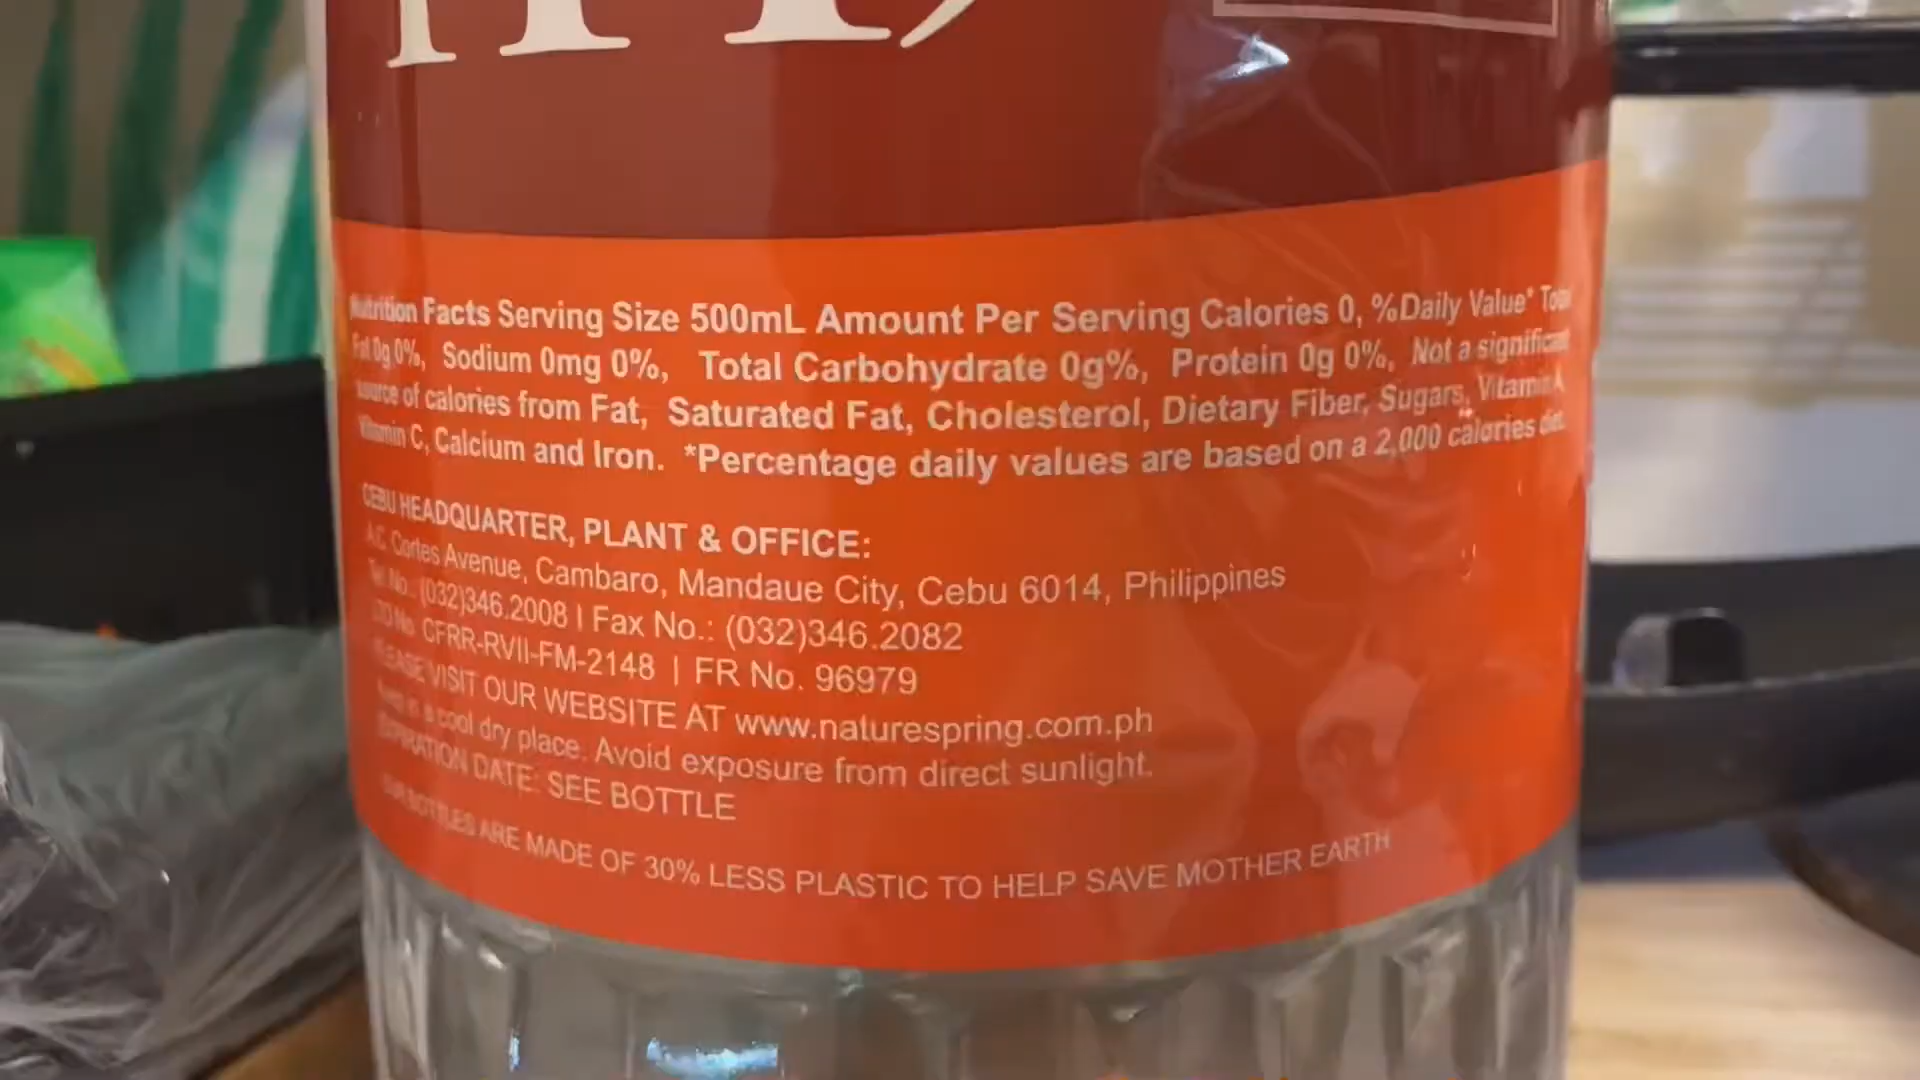 Nutrition Facts Serving Size 500mL Amount Per Serving Calories 0, %Daily Value* Total
Fat 0g 0%, Sodium 0mg 0%, Total Carbohydrate 0g%, Protein 0g 0%, Not a significant
source of calories from Fat, Saturated Fat, Cholesterol, Dietary Fiber, Sugars, Vitamin A,
Vitamin C, Calcium and Iron. *Percentage daily values are based on a 2,000 calories diet.
CEBU HEADQUARTER, PLANT & OFFICE:
A.C. Cortes Avenue, Cambaro, Mandaue City, Cebu 6014, Philippines
Tel No.: (032)346.2008 | Fax No.: (032)346.2082
LTO No. CFRR-RVII-FM-2148 | FR No. 96979
PLEASE VISIT OUR WEBSITE AT www.naturespring.com.ph
Keep in a cool dry place. Avoid exposure from direct sunlight.
EXPIRATION DATE: SEE BOTTLE
OUR BOTTLES ARE MADE OF 30% LESS PLASTIC TO HELP SAVE MOTHER EARTH